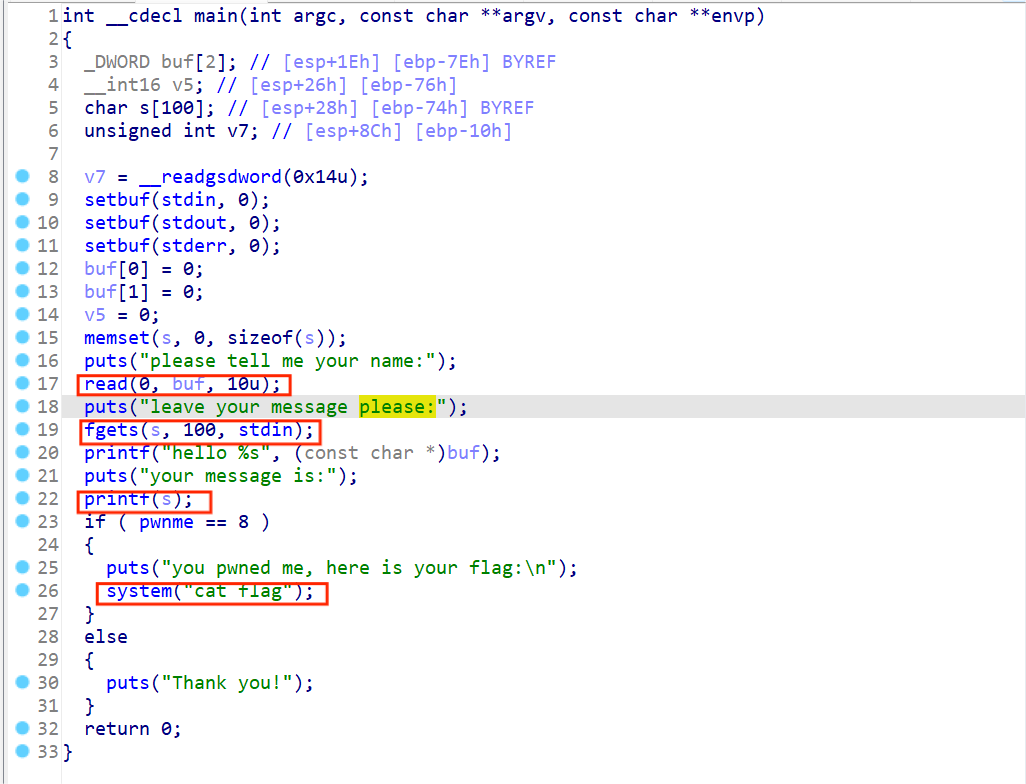 1 int __cdecl main(int argc, const char **argv, const char **envp)
2 {
3   _DWORD buf[2]; // [esp+1Eh] [ebp-7Eh] BYREF
4   __int16 v5; // [esp+26h] [ebp-76h]
5   char s[100]; // [esp+28h] [ebp-74h] BYREF
6   unsigned int v7; // [esp+8Ch] [ebp-10h]
7
8   v7 = __readgsdword(0x14u);
9   setbuf(stdin, 0);
10   setbuf(stdout, 0);
11   setbuf(stderr, 0);
12   buf[0] = 0;
13   buf[1] = 0;
14   v5 = 0;
15   memset(s, 0, sizeof(s));
16   puts("please tell me your name:");
17   read(0, buf, 10u);
18   puts("leave your message please:");
19   fgets(s, 100, stdin);
20   printf("hello %s", (const char *)buf);
21   puts("your message is:");
22   printf(s);
23   if ( pwnme == 8 )
24   {
25     puts("you pwned me, here is your flag:\n");
26     system("cat flag");
27   }
28   else
29   {
30     puts("Thank you!");
31   }
32   return 0;
33 }